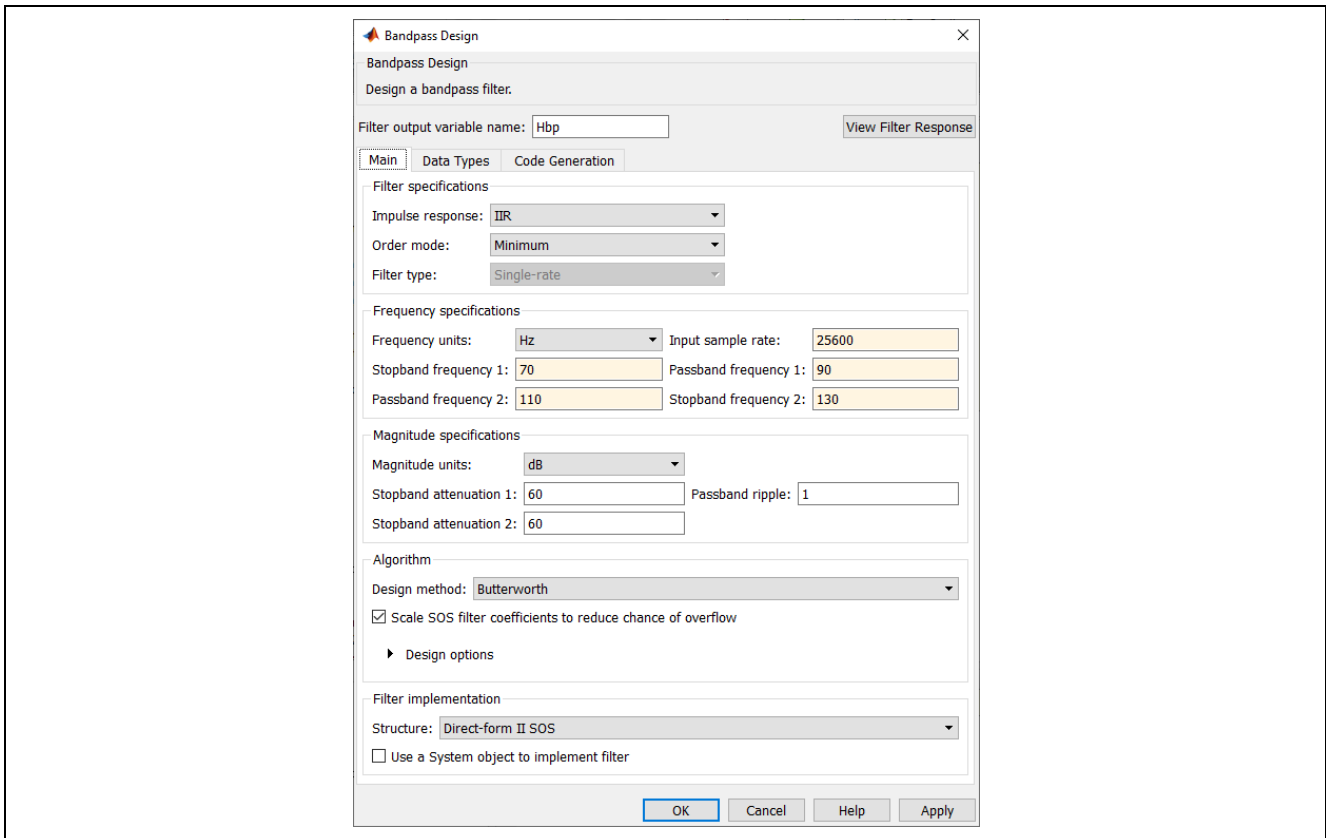 Bandpass Design
Bandpass Design
Design a bandpass filter.
Filter output variable name: Hbp View Filter Response
Main Data Types Code Generation
Filter specifications
Impulse response: IIR
Order mode: Minimum
Filter type: Single-rate
Frequency specifications
Frequency units: Hz Input sample rate: 25600
Stopband frequency 1: 70 Passband frequency 1: 90
Passband frequency 2: 110 Stopband frequency 2: 130
Magnitude specifications
Magnitude units: dB
Stopband attenuation 1: 60 Passband ripple: 1
Stopband attenuation 2: 60
Algorithm
Design method: Butterworth
Scale SOS filter coefficients to reduce chance of overflow
Design options
Filter implementation
Structure: Direct-form II SOS
Use a System object to implement filter
OK Cancel Help Apply